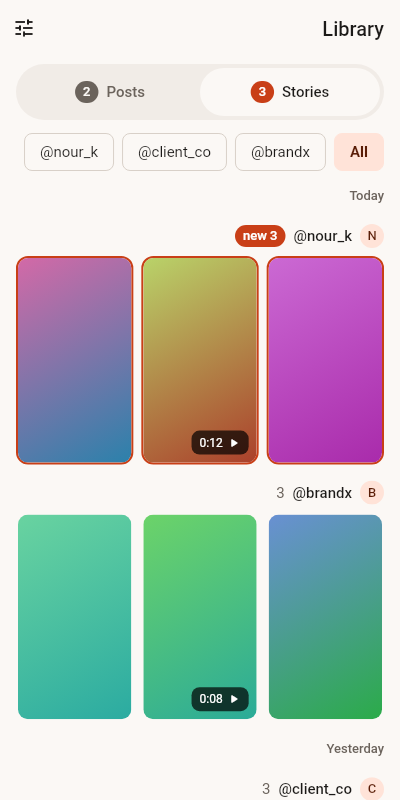 Library
3 Stories
2 Posts
All
@brandx
@client_co
@nour_k
Today
N @nour_k new 3
0:12
B @brandx 3
0:08
Yesterday
C @client_co 3